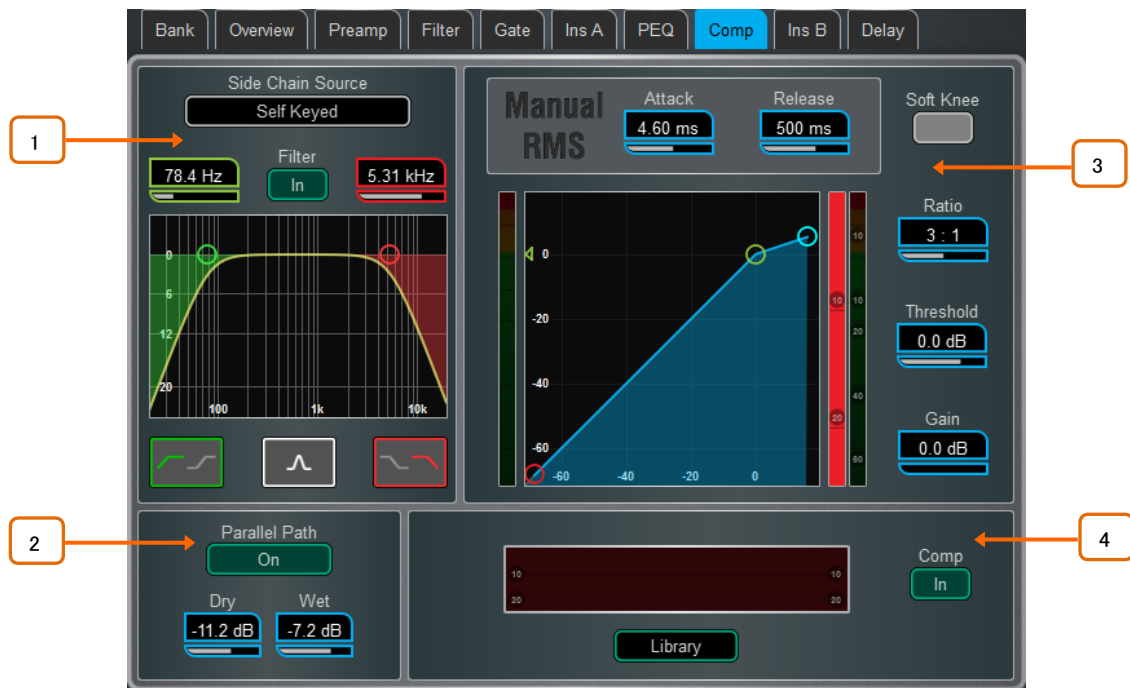 Bank Overview Preamp Filter Gate Ins A PEQ Comp Ins B Delay
1
Side Chain Source
Self Keyed
Filter
78.4 Hz In 5.31 kHz
0
6
12
20
100 1k 10k
Manual
RMS
Attack Release
4.60 ms 500 ms
0
-20
-40
-60
-60 -40 -20 0
10
20
10
10
20
40
60
3
Soft Knee
Ratio
3 : 1
Threshold
0.0 dB
Gain
0.0 dB
2
Parallel Path
On
Dry Wet
-11.2 dB -7.2 dB
10 10
20 20
Library
4
Comp
In